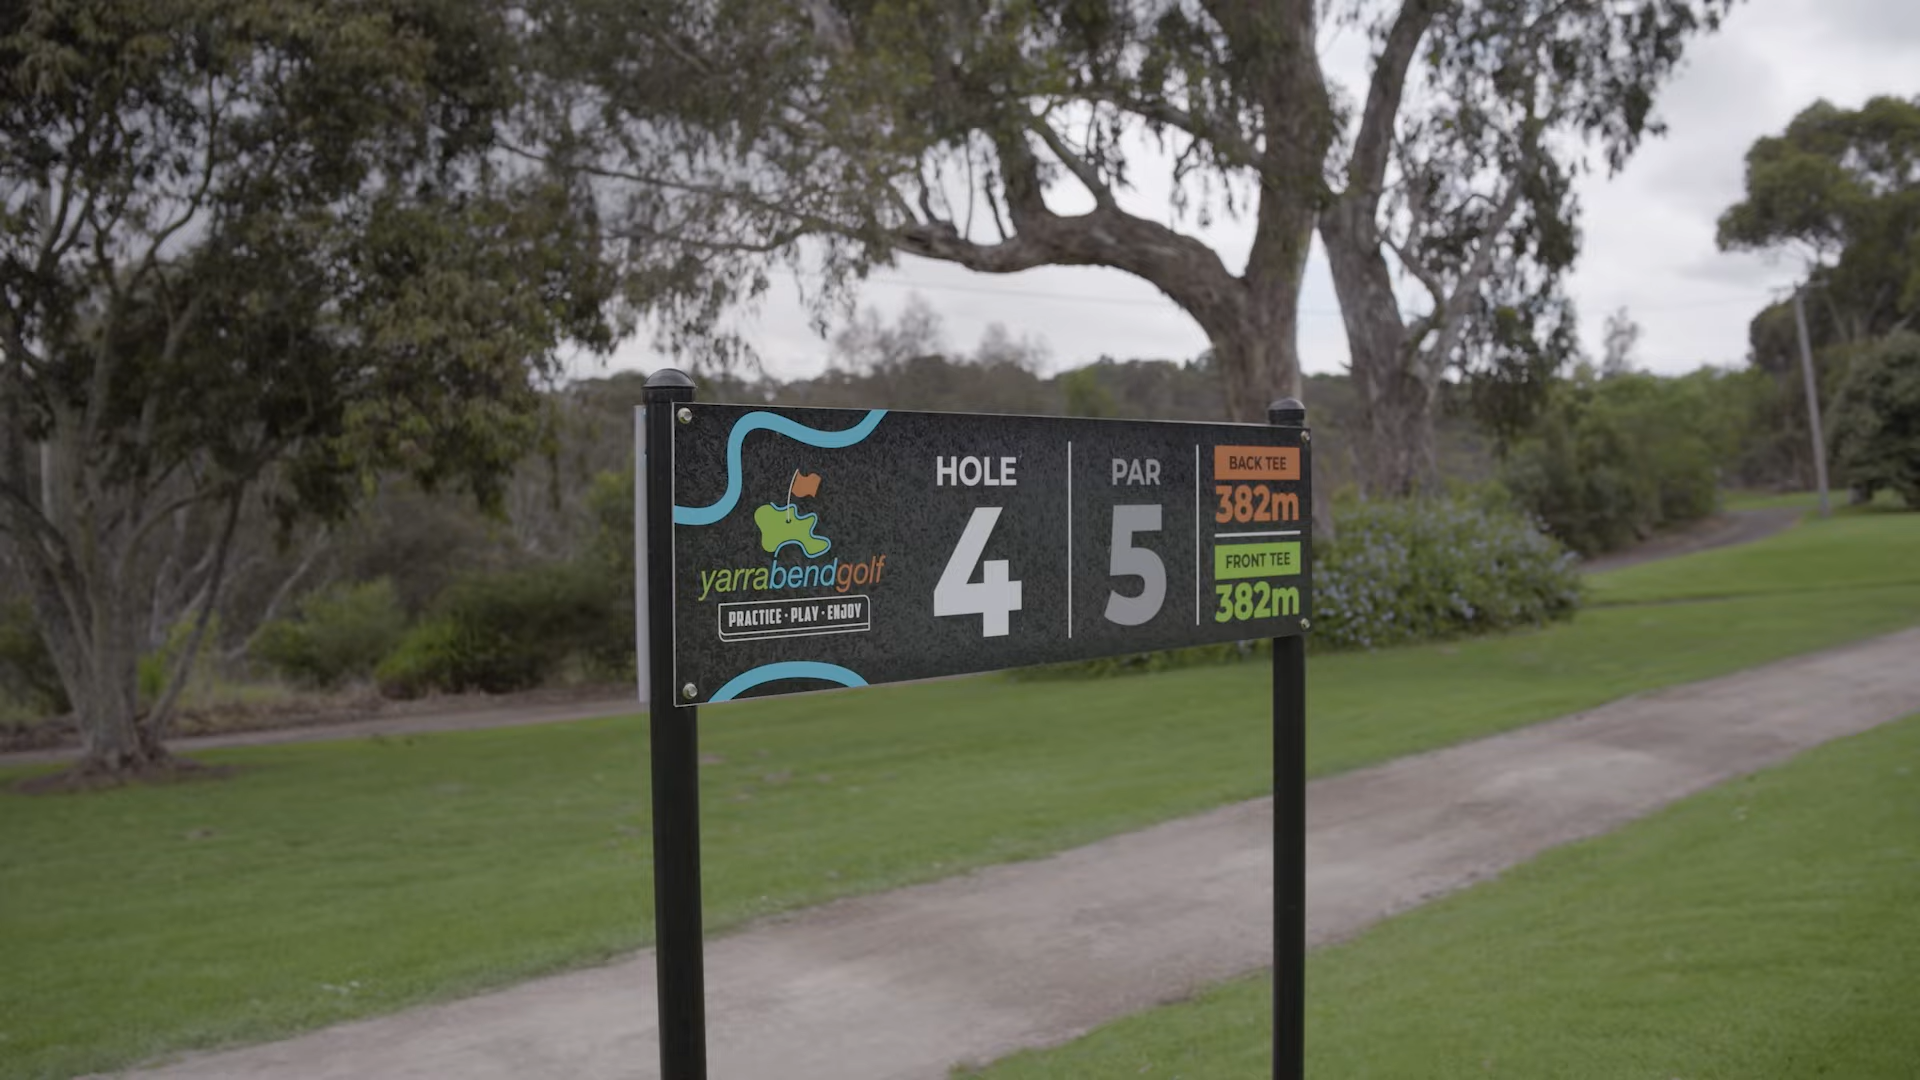 yarrabendgolf
PRACTICE · PLAY · ENJOY
HOLE
4
PAR
5
BACK TEE
382m
FRONT TEE
382m